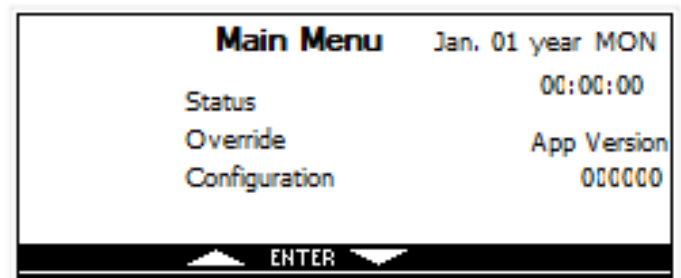 Main Menu Jan. 01 year MON
00:00:00
Status
Override App Version
Configuration 000000
ENTER